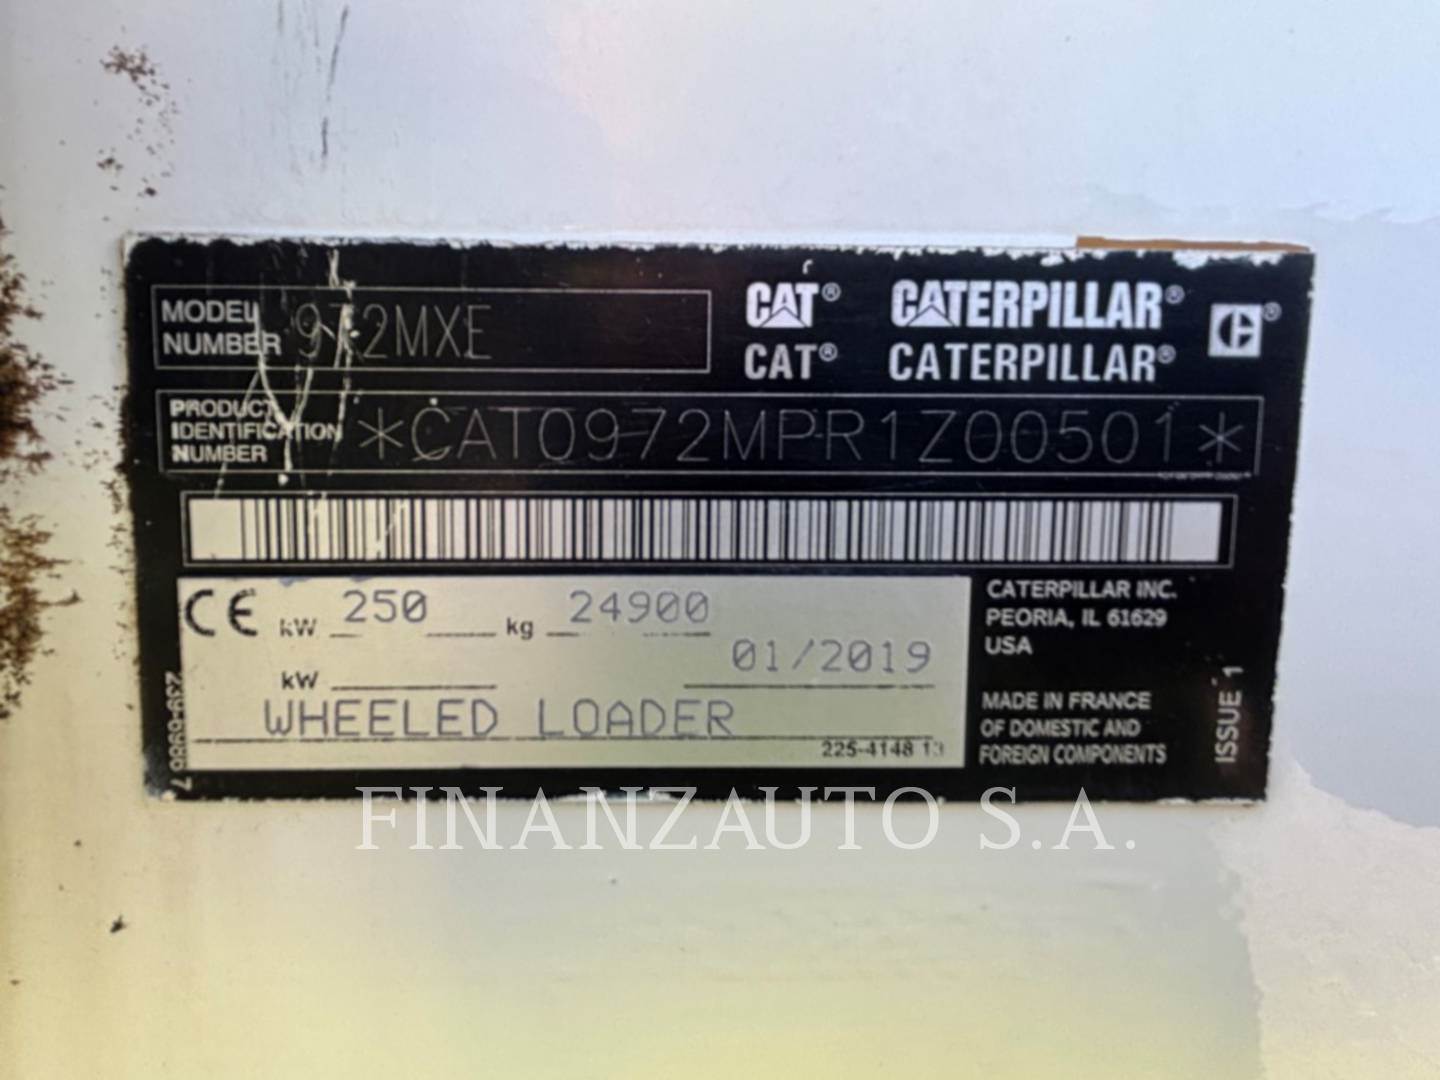 MODEL NUMBER 972MXE
CAT® CATERPILLAR®
CAT® CATERPILLAR®
PRODUCT IDENTIFICATION NUMBER *CAT0972MPR1Z00501*
CE kW 250 kg 24900
01/2019
kW
WHEELED LOADER
225-4148 13
CATERPILLAR INC.
PEORIA, IL 61629
USA
MADE IN FRANCE
OF DOMESTIC AND
FOREIGN COMPONENTS
ISSUE 1
FINANZAUTO S.A.